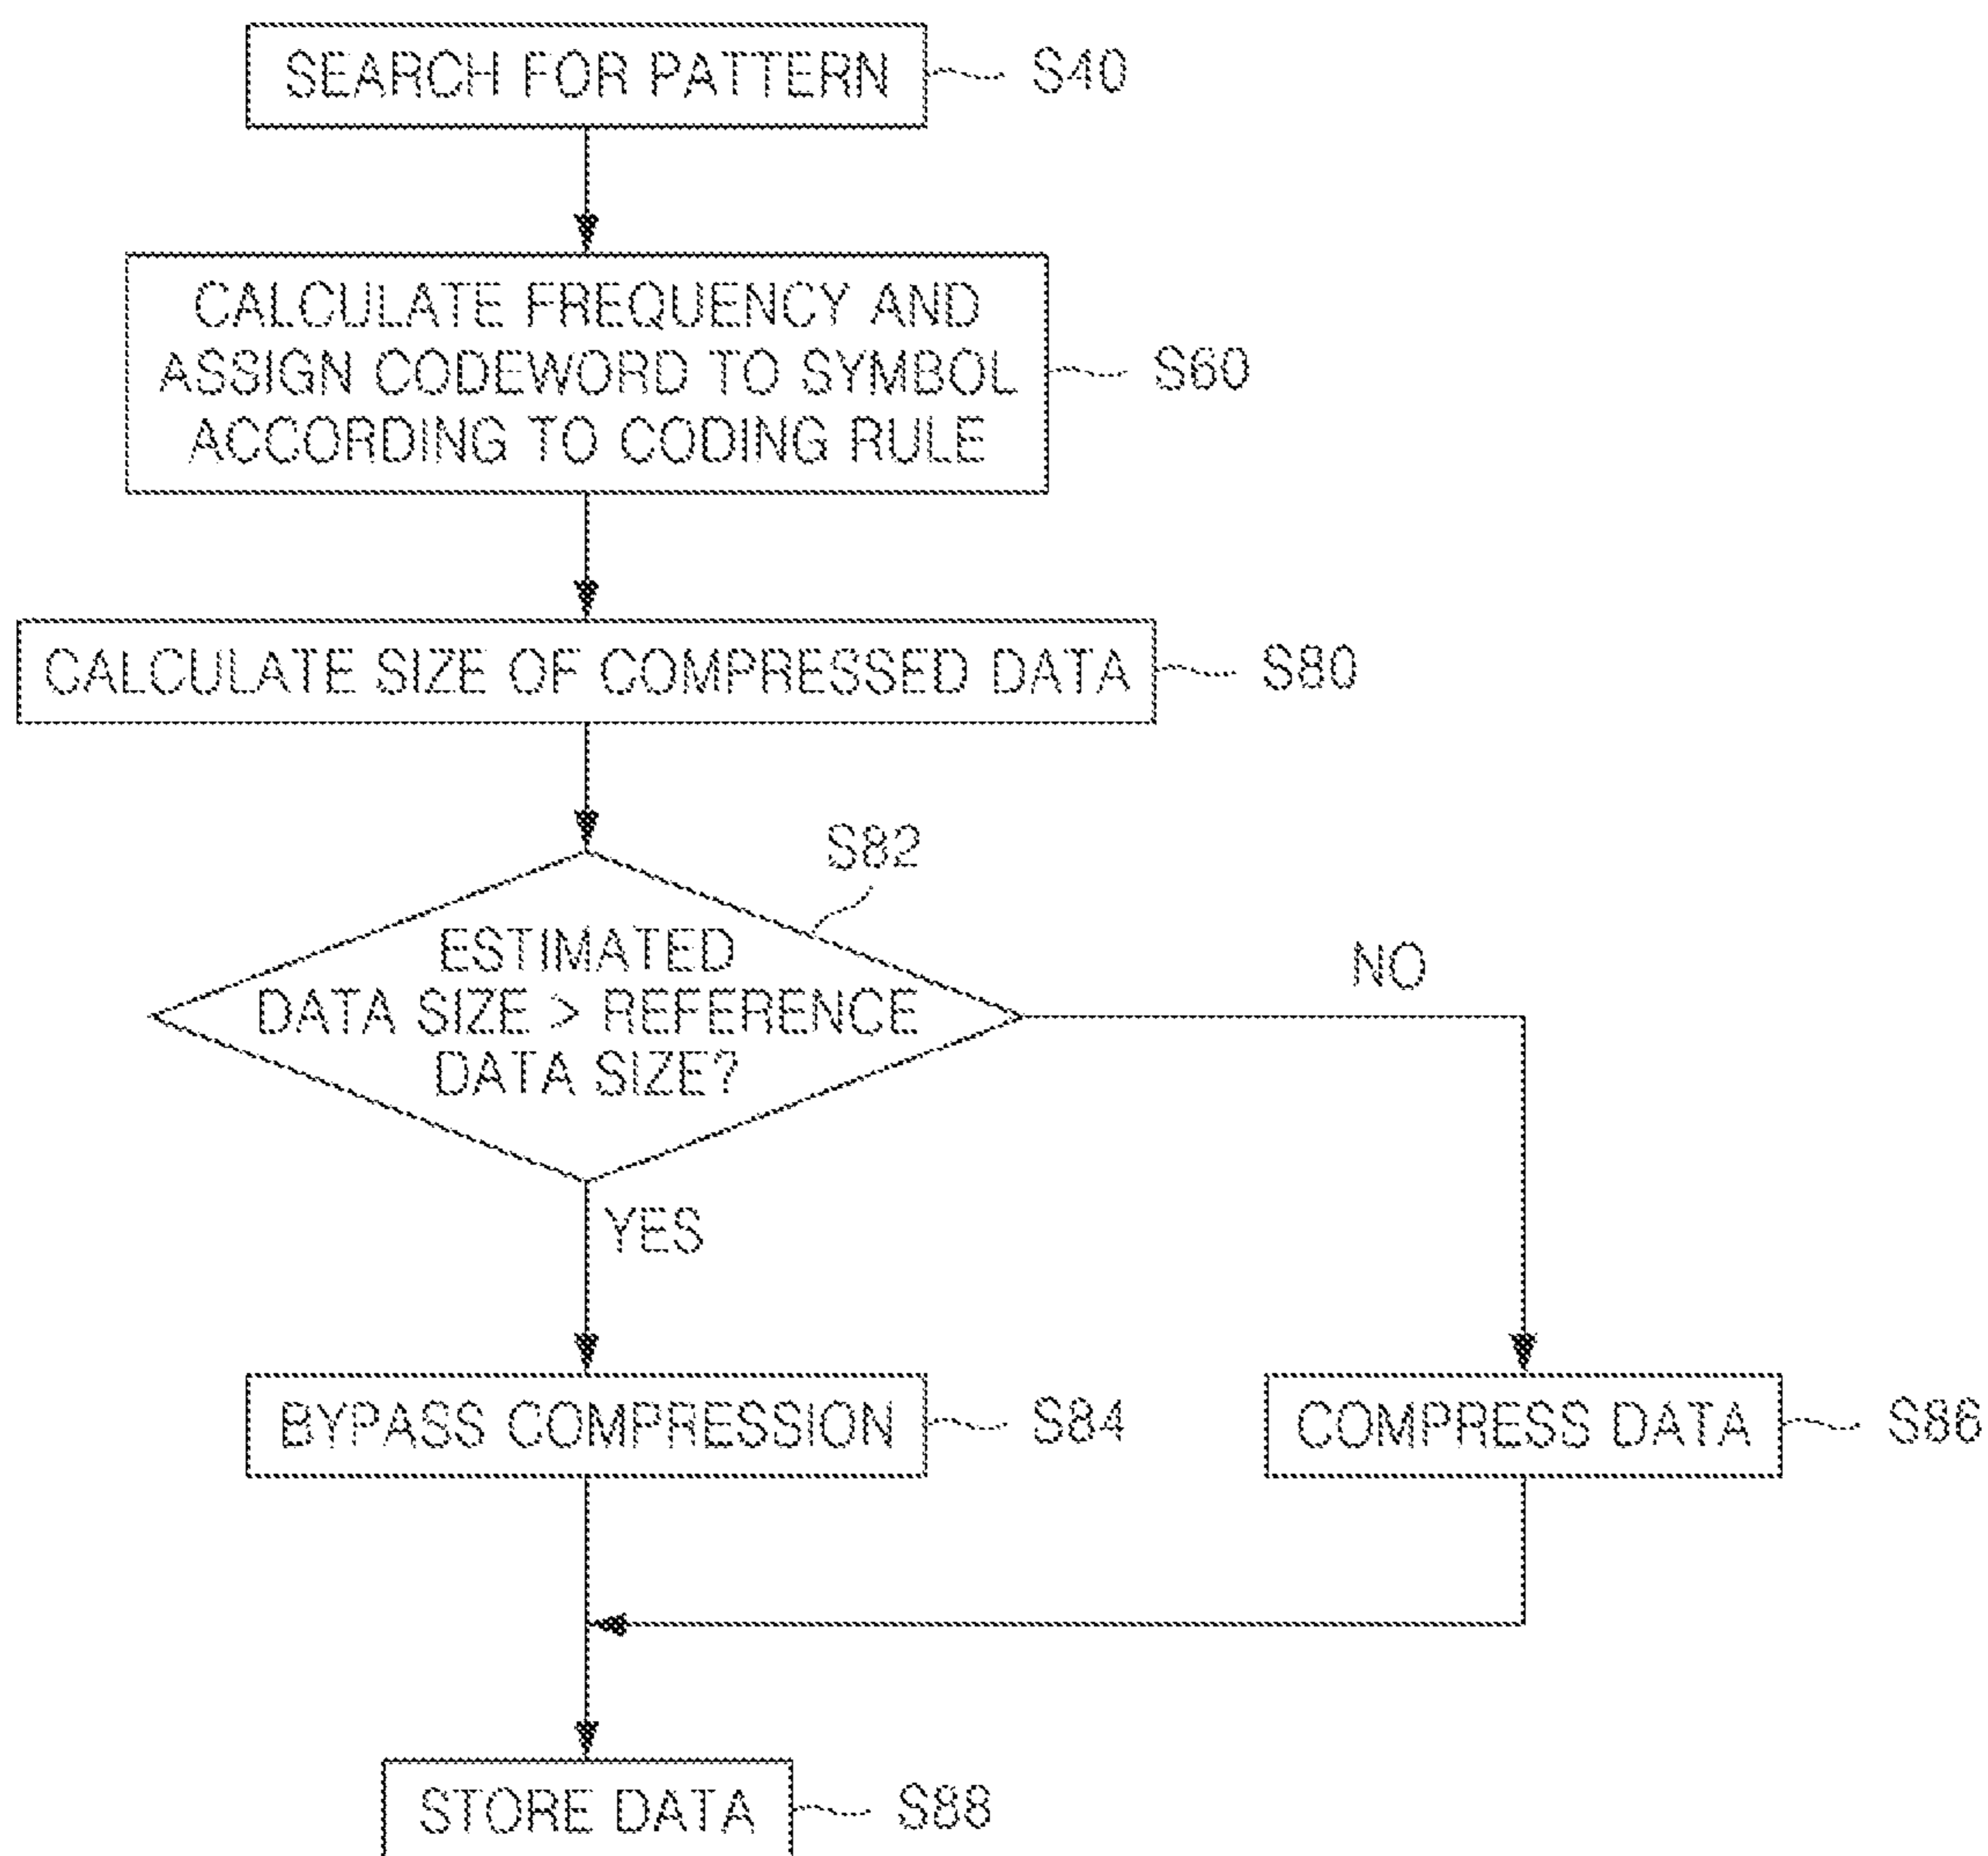 SEARCH FOR PATTERN
S40
CALCULATE FREQUENCY AND
ASSIGN CODEWORD TO SYMBOL
ACCORDING TO CODING RULE
S60
CALCULATE SIZE OF COMPRESSED DATA
S80
S82
ESTIMATED
DATA SIZE > REFERENCE
DATA SIZE?
NO
YES
BYPASS COMPRESSION
S84
COMPRESS DATA
S86
STORE DATA
S88